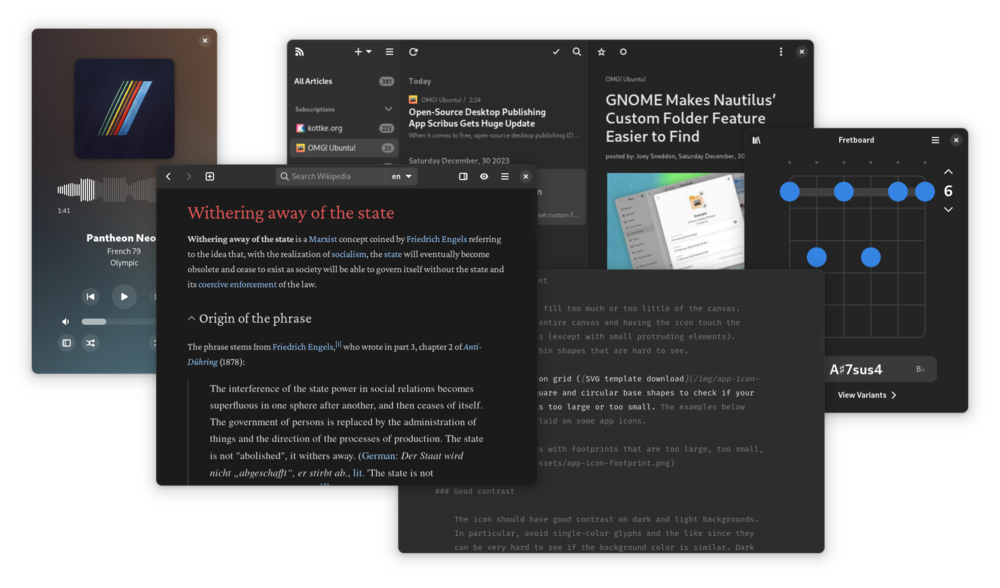 1:41
Pantheon Neo
French 79
Olympic
All Articles
381
Subscriptions
kottke.org
223
OMG! Ubuntu!
23
Today
OMG! Ubuntu! / 2:24
Open-Source Desktop Publishing
App Scribus Gets Huge Update
When it comes to free, open-source desktop publishing (D...
Saturday December, 30 2023
set custom f...
OMG! Ubuntu!
GNOME Makes Nautilus'
Custom Folder Feature
Easier to Find
posted by: Joey Sneddon, Saturday December, 30
Fretboard
6
A♯7sus4
B♭
View Variants
Search Wikipedia
en
Withering away of the state
Withering away of the state is a Marxist concept coined by Friedrich Engels referring
to the idea that, with the realization of socialism, the state will eventually become
obsolete and cease to exist as society will be able to govern itself without the state and
its coercive enforcement of the law.
Origin of the phrase
The phrase stems from Friedrich Engels,[1] who wrote in part 3, chapter 2 of Anti-
Dühring (1878):
The interference of the state power in social relations becomes
superfluous in one sphere after another, and then ceases of itself.
The government of persons is replaced by the administration of
things and the direction of the processes of production. The state
is not "abolished", it withers away. (German: Der Staat wird
nicht „abgeschafft“, er stirbt ab., lit. 'The state is not
fill too much or too little of the canvas.
entire canvas and having the icon touch the
(except with small protruding elements).
thin shapes that are hard to see.
on grid ([SVG template download](/img/app-icon-
square and circular base shapes to check if your
is too large or too small. The examples below
laid on some app icons.
with footprints that are too large, too small,
assets/app-icon-footprint.png)
### Good contrast
The icon should have good contrast on dark and light backgrounds.
In particular, avoid single-color glyphs and the like since they
can be very hard to see if the background color is similar. Dark